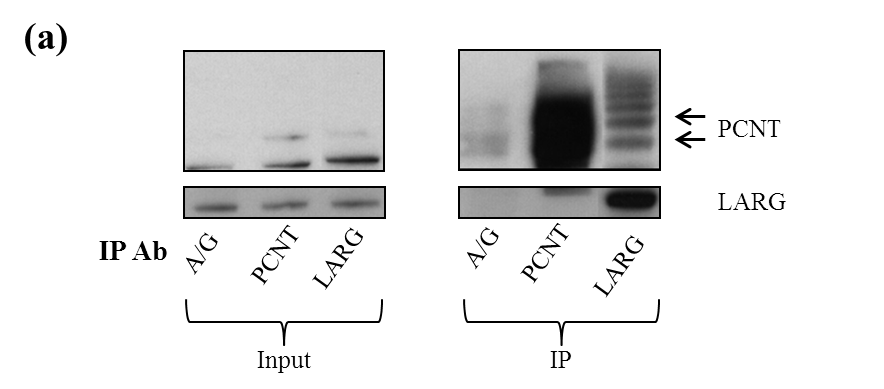 (a)
PCNT
LARG
IP Ab
A/G
PCNT
LARG
A/G
PCNT
LARG
Input
IP